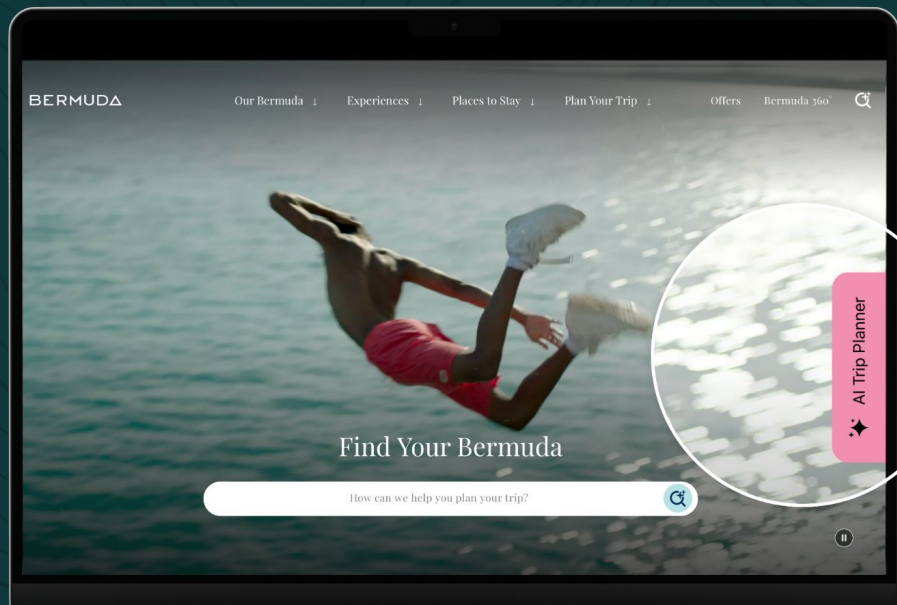 BERMUDA
Our Bermuda ↓ Experiences ↓ Places to Stay ↓ Plan Your Trip ↓ Offers Bermuda 360°
AI Trip Planner
Find Your Bermuda
How can we help you plan your trip?